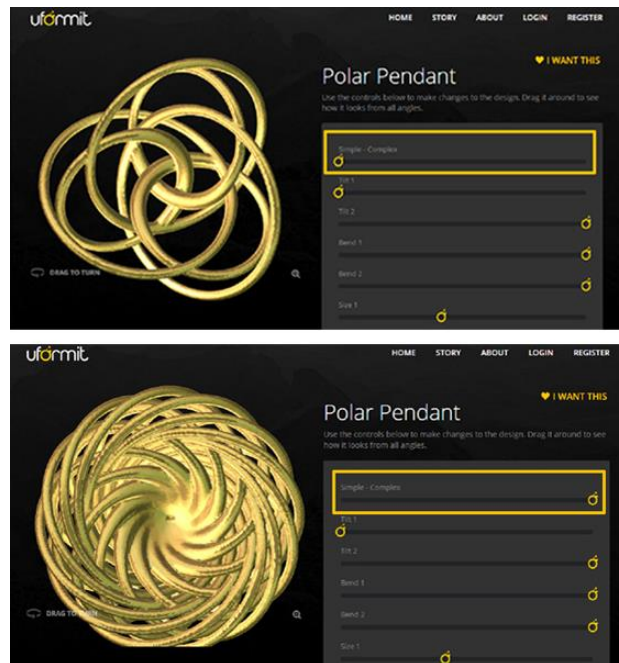 uformit
HOME STORY ABOUT LOGIN REGISTER
I WANT THIS
Polar Pendant
Use the controls below to make changes to the design. Drag it around to see
how it looks from all angles.
Simple - Complex
Tilt 1
Tilt 2
Bend 1
Bend 2
Size 1
DRAG TO TURN
uformit
HOME STORY ABOUT LOGIN REGISTER
I WANT THIS
Polar Pendant
Use the controls below to make changes to the design. Drag it around to see
how it looks from all angles.
Simple - Complex
Tilt 1
Tilt 2
Bend 1
Bend 2
Size 1
DRAG TO TURN